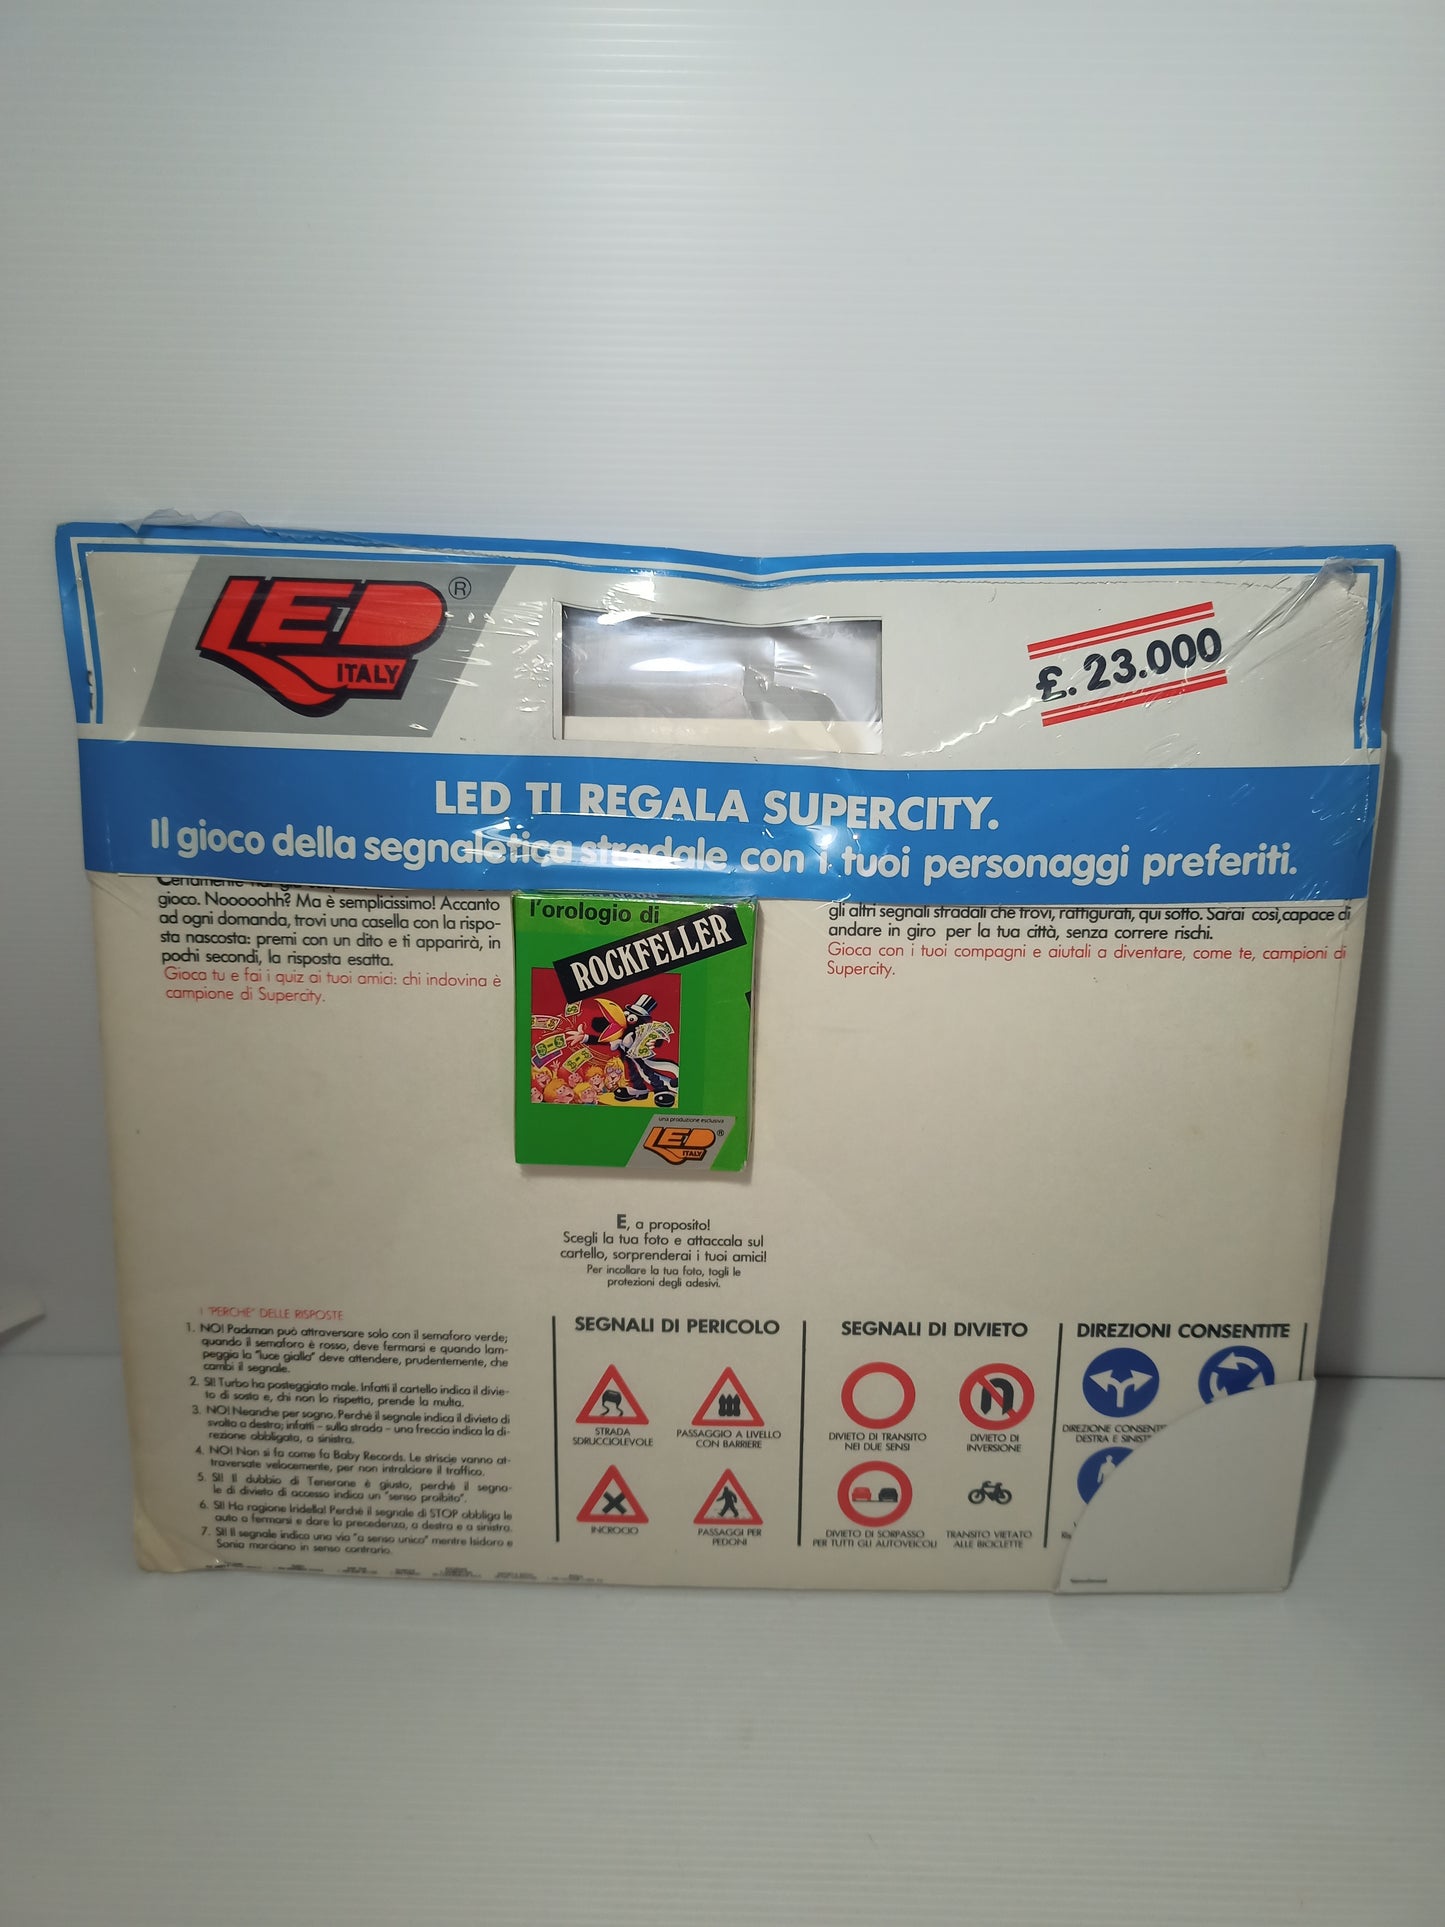 LED
ITALY
®
£. 23.000
LED TI REGALA SUPERCITY.
Il gioco della segnaletica stradale con i tuoi personaggi preferiti.
gioco. Nooooohh? Ma è semplicissimo! Accanto
ad ogni domanda, trovi una casella con la rispo-
sta nascosta: premi con un dito e ti apparirà, in
pochi secondi, la risposta esatta.
Gioca tu e fai i quiz ai tuoi amici: chi indovina è
campione di Supercity.
l'orologio di
ROCKFELLER
una produzione esclusiva
LED
ITALY
®
gli altri segnali stradali che trovi, raffigurati, qui sotto. Sarai così, capace di
andare in giro per la tua città, senza correre rischi.
Gioca con i tuoi compagni e aiutali a diventare, come te, campioni di
Supercity.
E, a proposito!
Scegli la tua foto e attaccala sul
cartello, sorprenderai i tuoi amici!
Per incollare la tua foto, togli le
protezioni degli adesivi.
I "PERCHE" DELLE RISPOSTE
1. NO! Packman può attraversare solo con il semaforo verde;
quando il semaforo è rosso, deve fermarsi e quando lam-
peggia la "luce gialla" deve attendere, prudentemente, che
cambi il segnale.
2. SI! Turbo ha posteggiato male. Infatti il cartello indica il divie-
to di sosta e, chi non lo rispetta, prende la multa.
3. NO! Neanche per sogno. Perché il segnale indica il divieto di
svolta a destra; infatti - sulla strada - una freccia indica la di-
rezione obbligata, a sinistra.
4. NO! Non si fa come fa Baby Records. Le striscie vanno at-
traversate velocemente, per non intralciare il traffico.
5. SI! Il dubbio di Tenerone è giusto, perché il segna-
le di divieto di accesso indica un "senso proibito".
6. SI! Ha ragione Iridella! Perché il segnale di STOP obbliga le
auto a fermarsi e dare la precedenza, a destra e a sinistra.
7. SI! Il segnale indica una via "a senso unico" mentre Isidoro e
Sonia marciano in senso contrario.
SEGNALI DI PERICOLO
STRADA
SDRUCCIOLEVOLE
PASSAGGIO A LIVELLO
CON BARRIERE
INCROCIO
PASSAGGI PER
PEDONI
SEGNALI DI DIVIETO
DIVIETO DI TRANSITO
NEI DUE SENSI
DIVIETO DI
INVERSIONE
DIVIETO DI SORPASSO
PER TUTTI GLI AUTOVEICOLI
TRANSITO VIETATO
ALLE BICICLETTE
DIREZIONI CONSENTITE
DIREZIONE CONSENT
DESTRA E SINIST